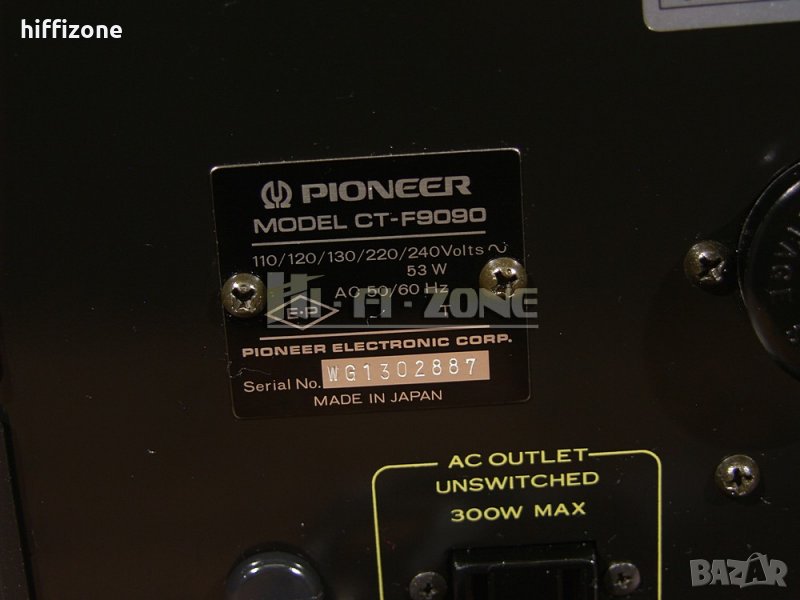 hiffizone
PIONEER
MODEL CT-F9090
110/120/130/220/240Volts ~
53 W
AC 50/60 Hz
HI-FI-ZONE
E-P
T
PIONEER ELECTRONIC CORP.
Serial No. WG1302887
MADE IN JAPAN
AC OUTLET
UNSWITCHED
300W MAX
BAZAR